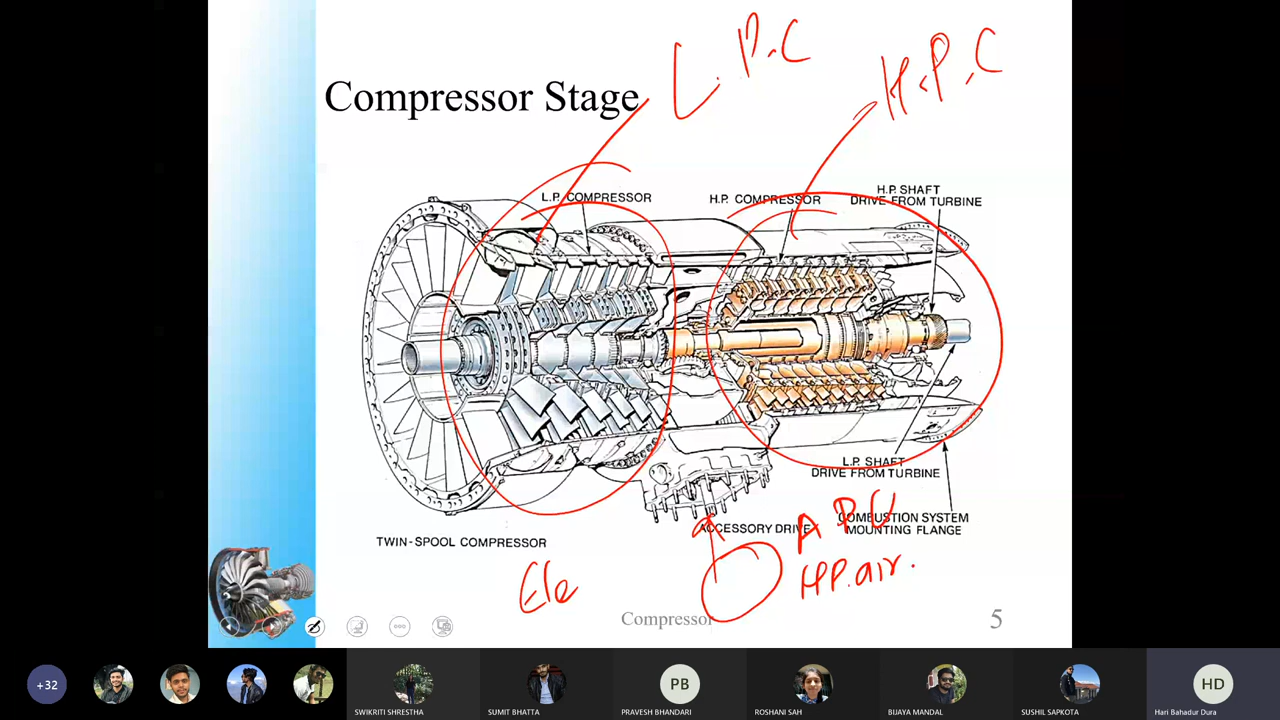 L.P.C
H.P.C
Compressor Stage
L.P. COMPRESSOR
H.P. COMPRESSOR
H.P. SHAFT
DRIVE FROM TURBINE
L.P. SHAFT
DRIVE FROM TURBINE
ACCESSORY DRIVE
COMBUSTION SYSTEM
MOUNTING FLANGE
TWIN-SPOOL COMPRESSOR
APU
HP.air.
Ele
Compressor
5
+32
SWIKRITI SHRESTHA
SUMIT BHATTA
PB
PRAVESH BHANDARI
ROSHANI SAH
BIJAYA MANDAL
SUSHIL SAPKOTA
HD
Hari Bahadur Dura